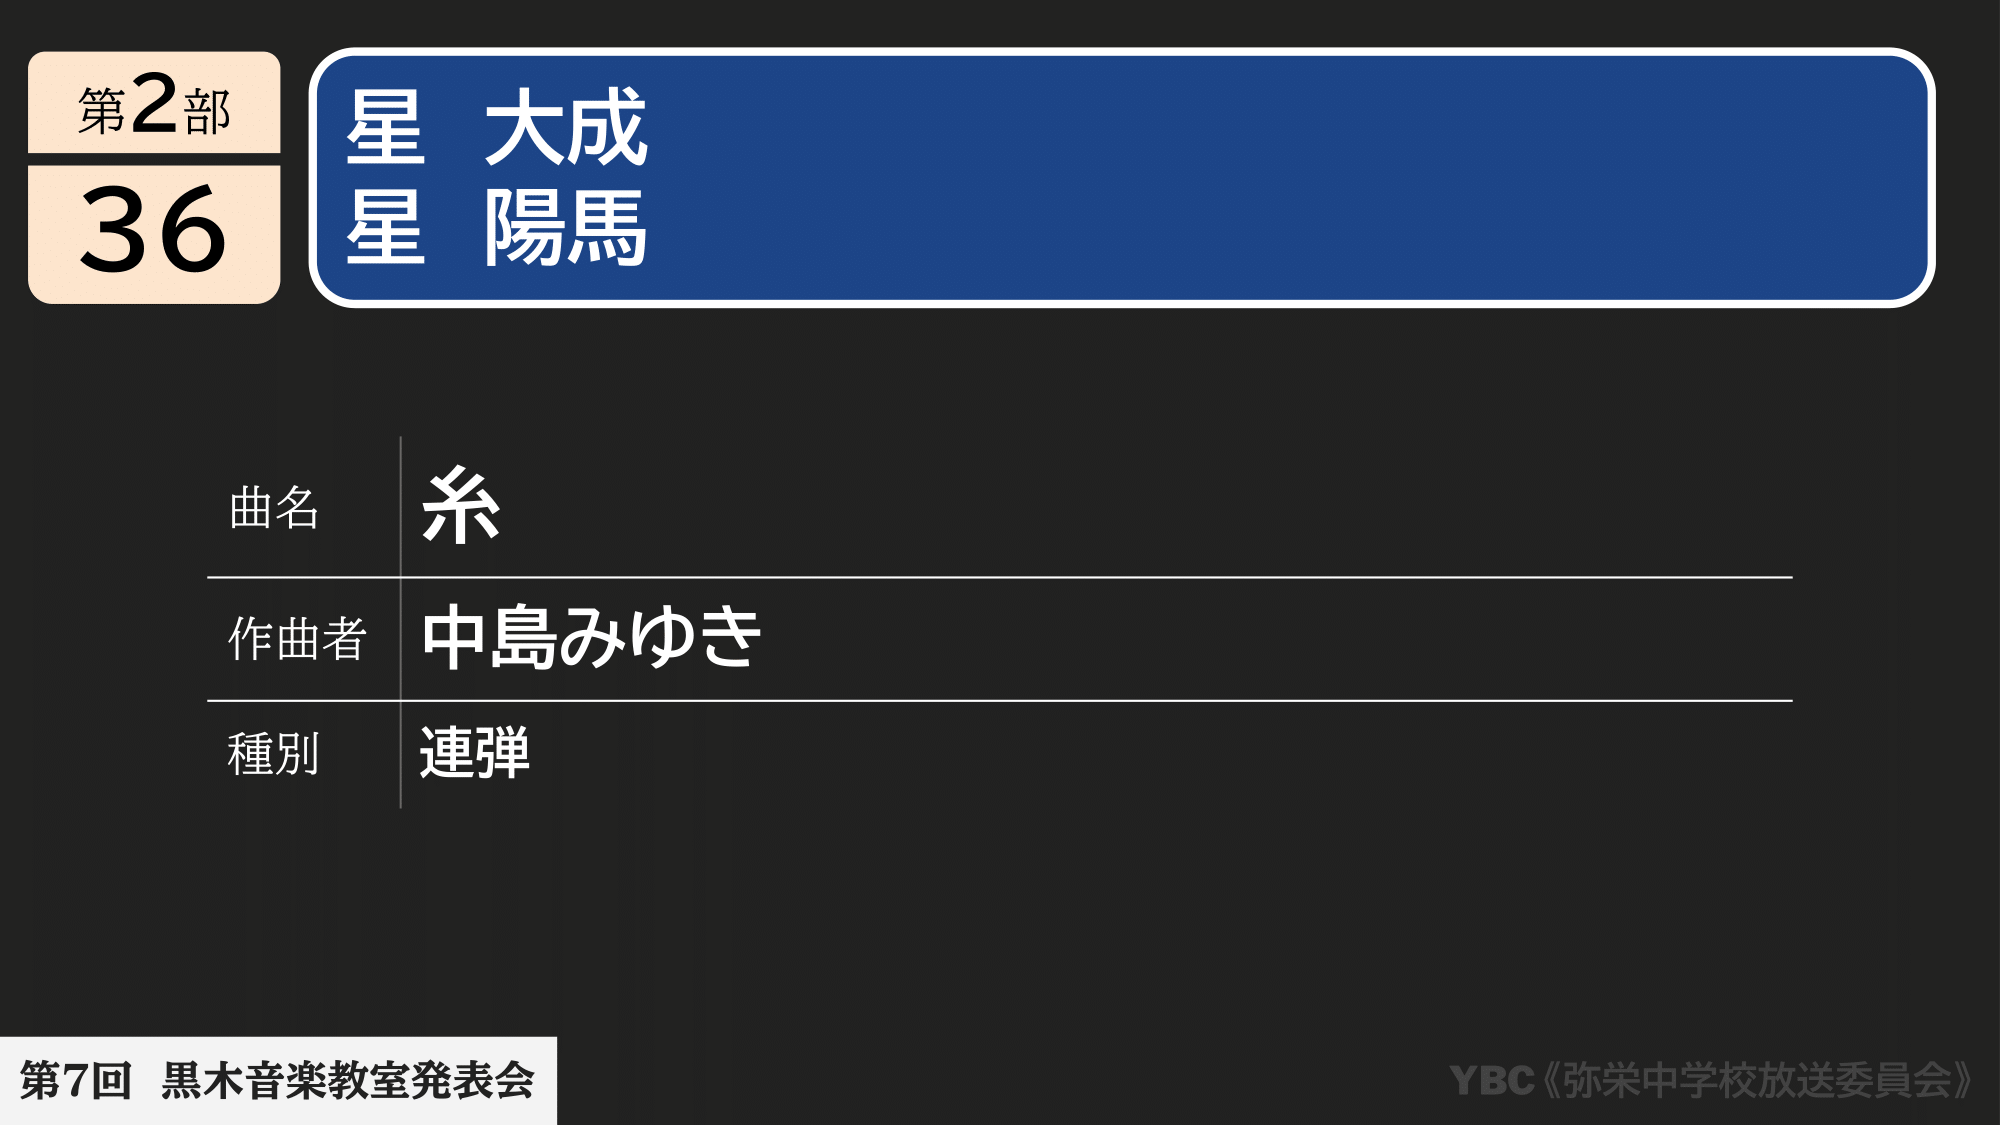 第2部
36
星 大成
星 陽馬
曲名 糸
作曲者 中島みゆき
種別 連弾
第7回 黒木音楽教室発表会
YBC《弥栄中学校放送委員会》